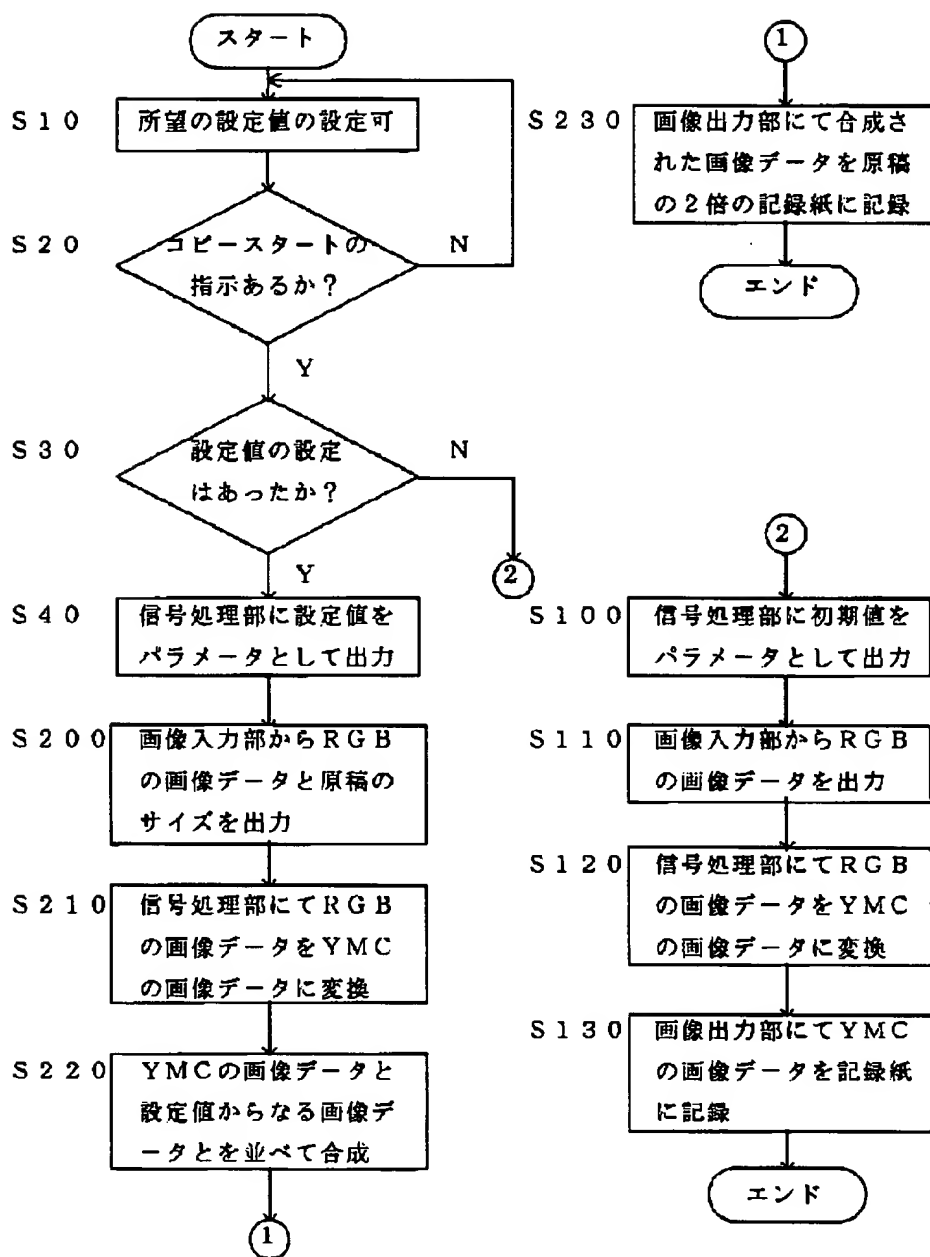 スタート
S10
所望の設定値の設定可
S20
コピースタートの
指示あるか?
N
Y
S30
設定値の設定
はあったか?
N
2
Y
S40
信号処理部に設定値を
パラメータとして出力
S200
画像入力部からRGB
の画像データと原稿の
サイズを出力
S210
信号処理部にてRGB
の画像データをYMC
の画像データに変換
S220
YMCの画像データと
設定値からなる画像デ
ータとを並べて合成
1
1
S230
画像出力部にて合成さ
れた画像データを原稿
の2倍の記録紙に記録
エンド
2
S100
信号処理部に初期値を
パラメータとして出力
S110
画像入力部からRGB
の画像データを出力
S120
信号処理部にてRGB
の画像データをYMC
の画像データに変換
S130
画像出力部にてYMC
の画像データを記録紙
に記録
エンド